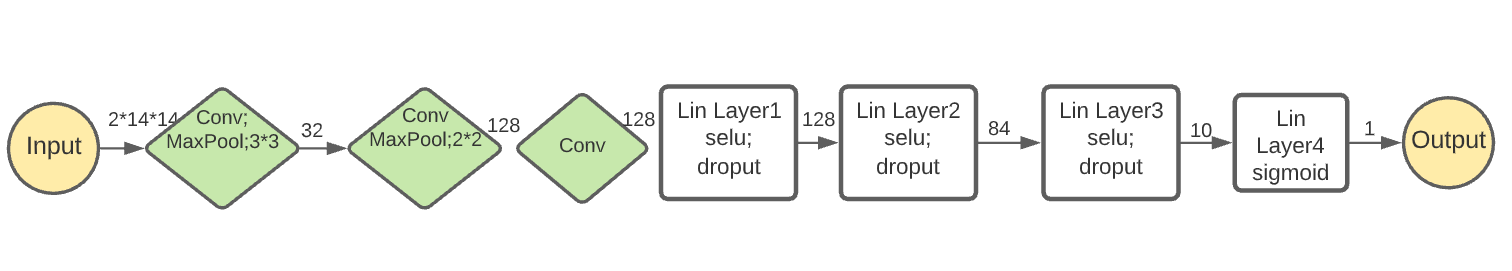 Input
2*14*14
Conv;
MaxPool;3*3
32
Conv
MaxPool;2*2
128
Conv
128
Lin Layer1
selu;
droput
128
Lin Layer2
selu;
droput
84
Lin Layer3
selu;
droput
10
Lin
Layer4
sigmoid
1
Output